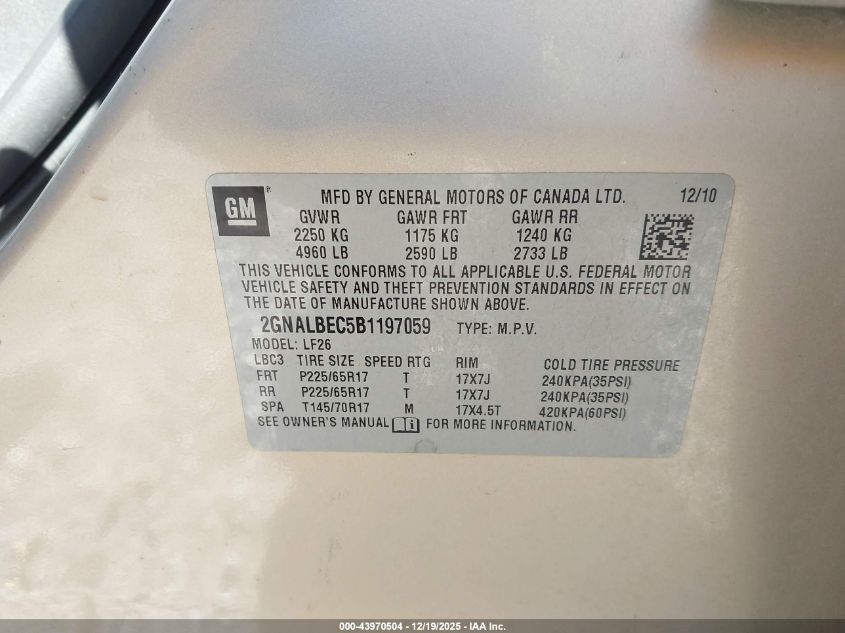 GM
MFD BY GENERAL MOTORS OF CANADA LTD. 12/10
GVWR GAWR FRT GAWR RR
2250 KG 1175 KG 1240 KG
4960 LB 2590 LB 2733 LB
THIS VEHICLE CONFORMS TO ALL APPLICABLE U.S. FEDERAL MOTOR
VEHICLE SAFETY AND THEFT PREVENTION STANDARDS IN EFFECT ON
THE DATE OF MANUFACTURE SHOWN ABOVE.
2GNALBEC5B1197059 TYPE: M.P.V.
MODEL: LF26
LBC3 TIRE SIZE SPEED RTG RIM COLD TIRE PRESSURE
FRT P225/65R17 T 17X7J 240KPA(35PSI)
RR P225/65R17 T 17X7J 240KPA(35PSI)
SPA T145/70R17 M 17X4.5T 420KPA(60PSI)
SEE OWNER'S MANUAL i FOR MORE INFORMATION.
000-43970504 - 12/19/2025 - IAA Inc.